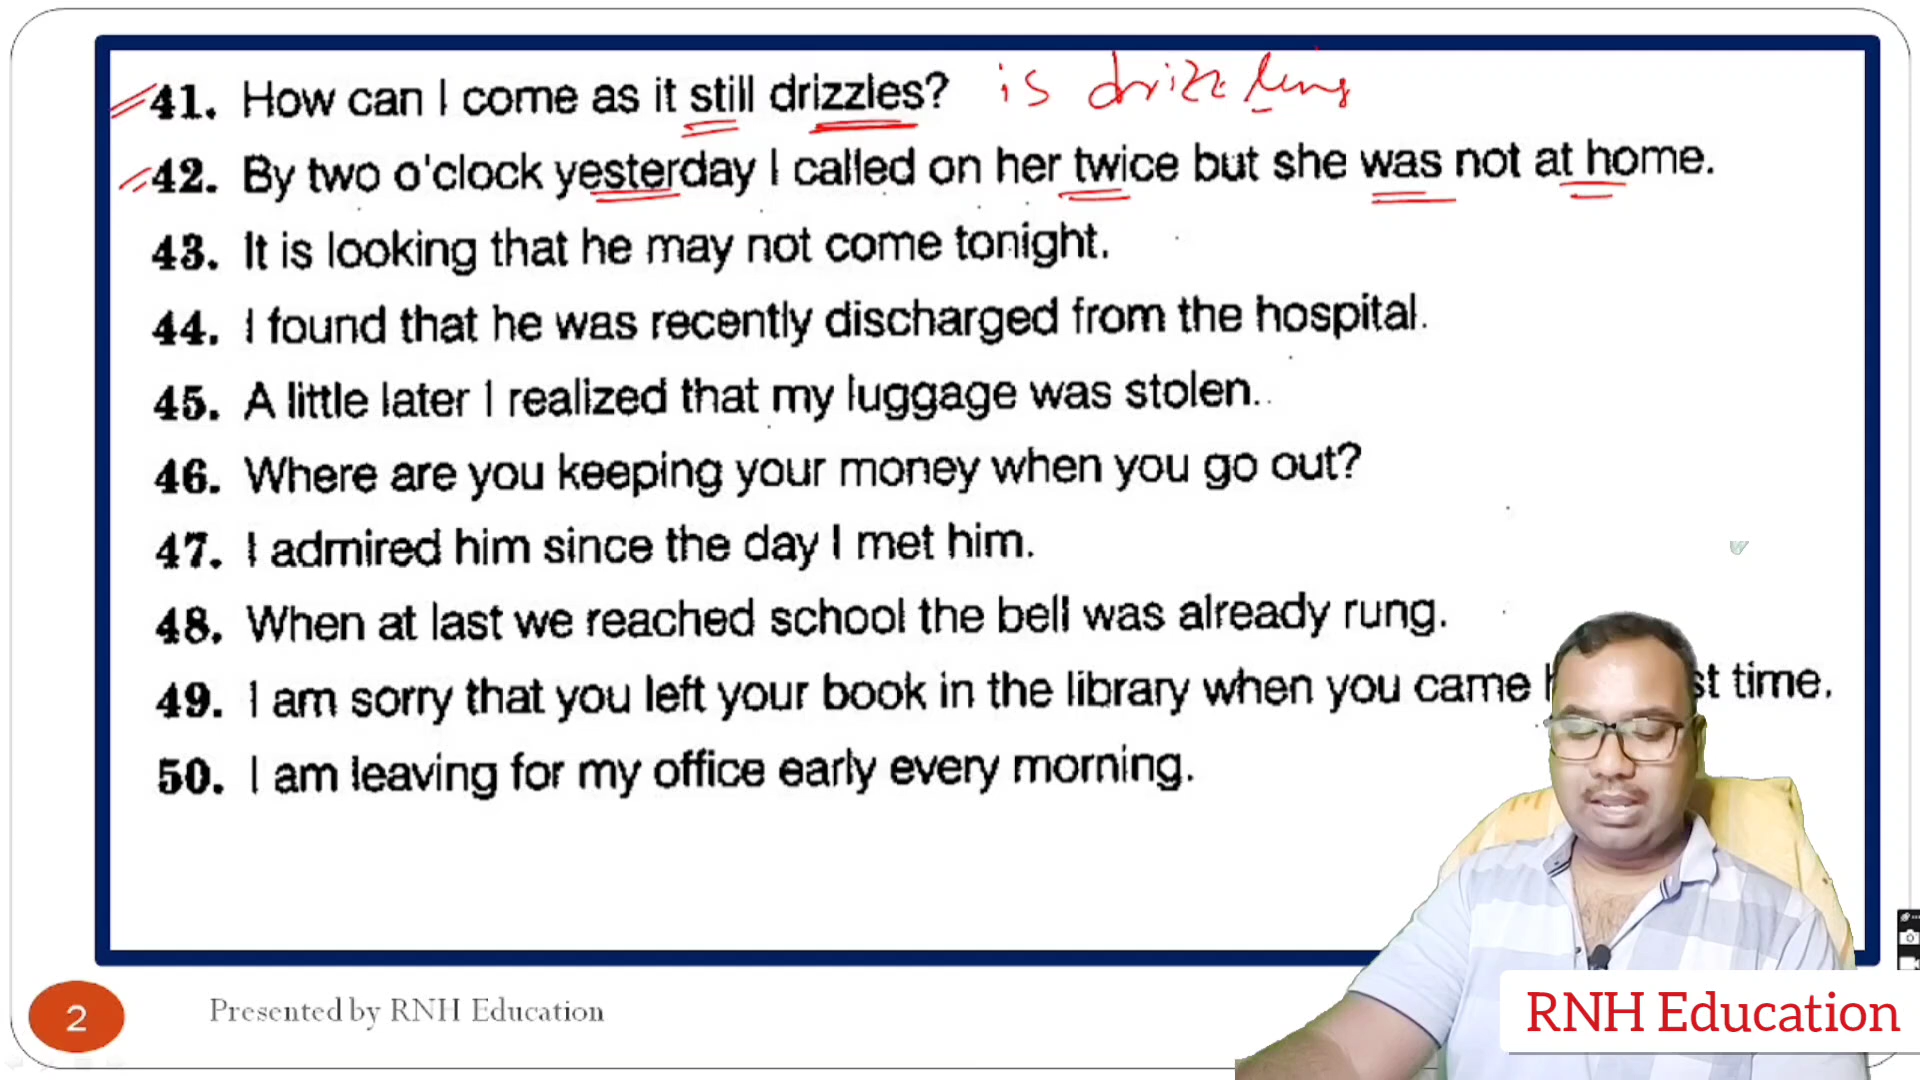 41. How can I come as it still drizzles? is drizzling
42. By two o'clock yesterday I called on her twice but she was not at home.
43. It is looking that he may not come tonight.
44. I found that he was recently discharged from the hospital.
45. A little later I realized that my luggage was stolen.
46. Where are you keeping your money when you go out?
47. I admired him since the day I met him.
48. When at last we reached school the bell was already rung.
49. I am sorry that you left your book in the library when you came time.
50. I am leaving for my office early every morning.
2
Presented by RNH Education
RNH Education